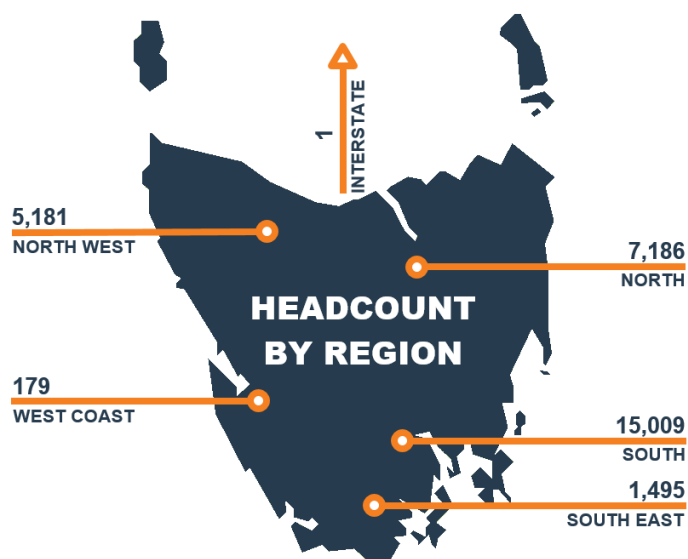 1
INTERSTATE
5,181
NORTH WEST
7,186
NORTH
HEADCOUNT
BY REGION
179
WEST COAST
15,009
SOUTH
1,495
SOUTH EAST